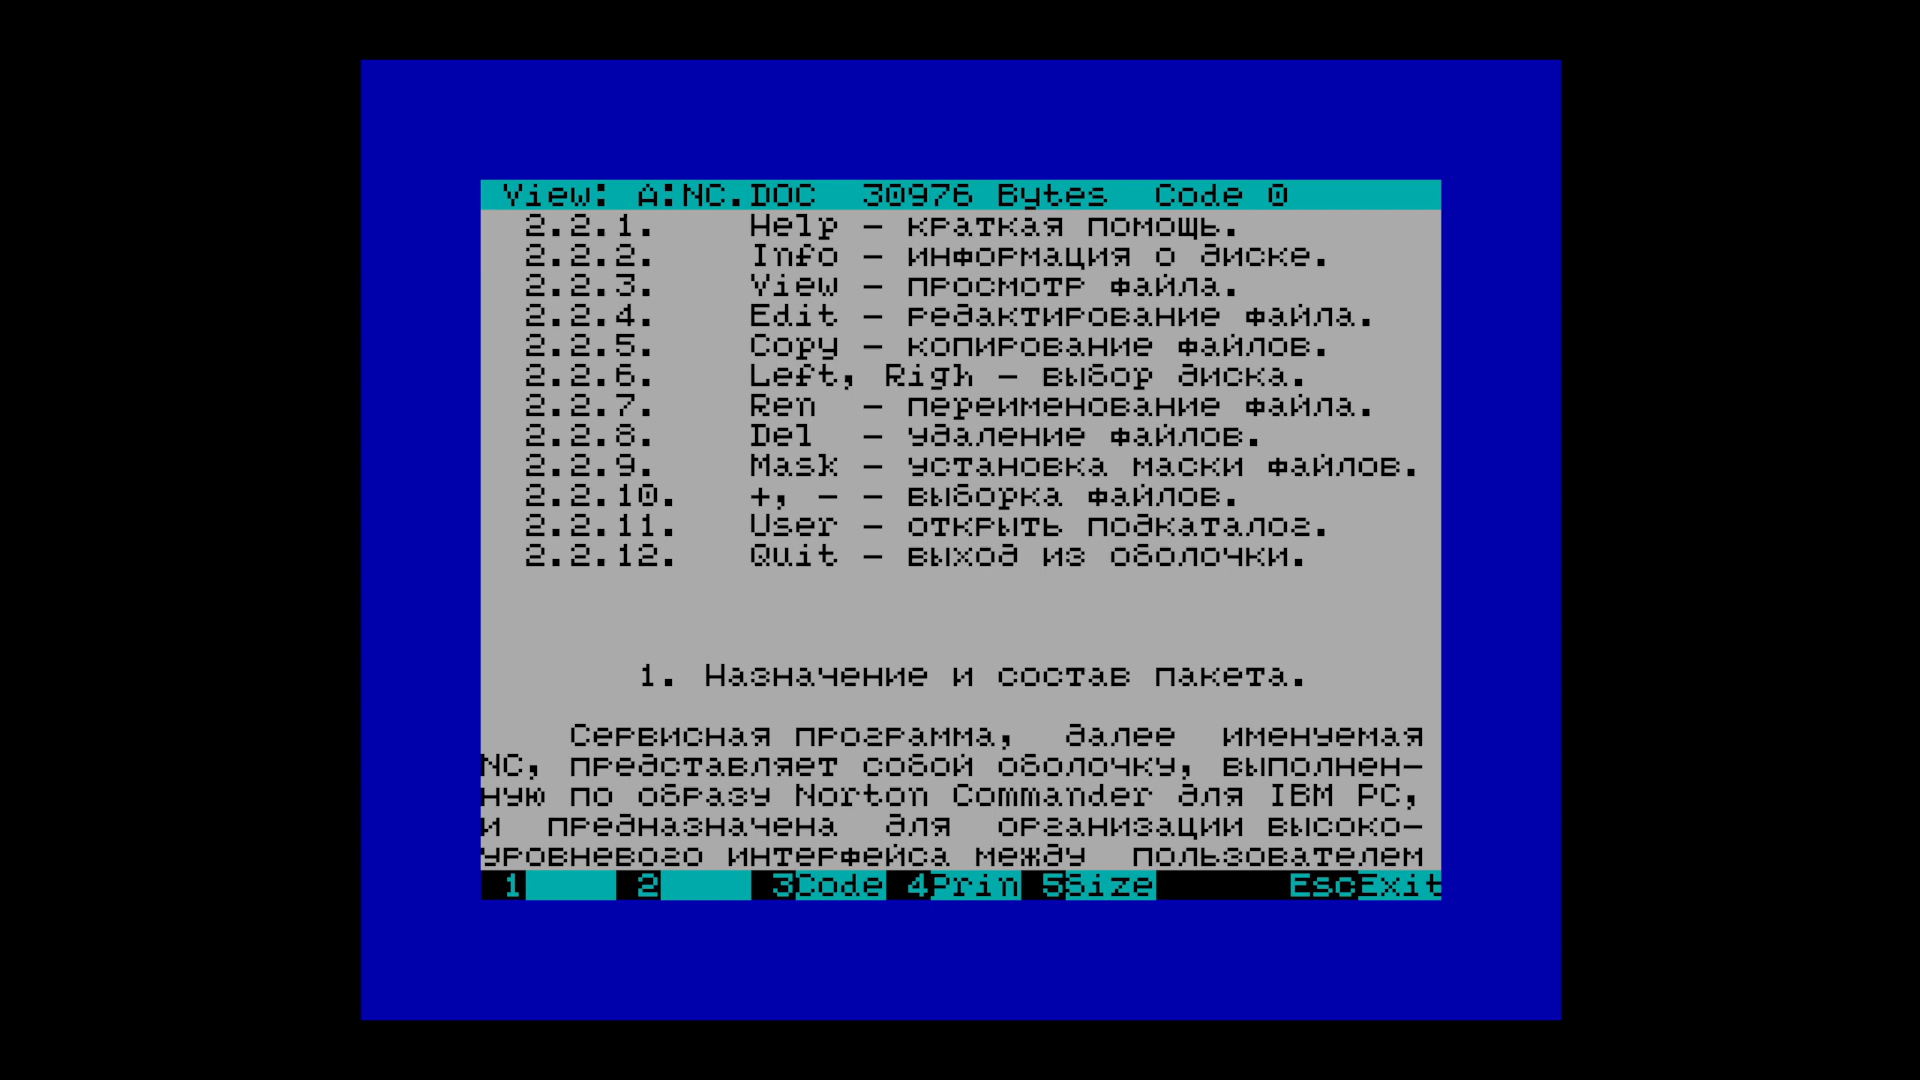 View: A:NC.DOC 30976 Bytes Code 0
2.2.1. Help - краткая помощь.
2.2.2. Info - информация о диске.
2.2.3. View - просмотр файла.
2.2.4. Edit - редактирование файла.
2.2.5. Copy - копирование файлов.
2.2.6. Left, Righ - выбор диска.
2.2.7. Ren - переименование файла.
2.2.8. Del - удаление файлов.
2.2.9. Mask - установка маски файлов.
2.2.10. +, - - выборка файлов.
2.2.11. User - открыть подкаталог.
2.2.12. Quit - выход из оболочки.
1. Назначение и состав пакета.
Сервисная программа, далее именуемая
NC, представляет собой оболочку, выполнен-
ную по образу Norton Commander для IBM PC,
и предназначена для организации высоко-
уровневого интерфейса между пользователем
1 2 3Code 4Prin 5Size EscExit